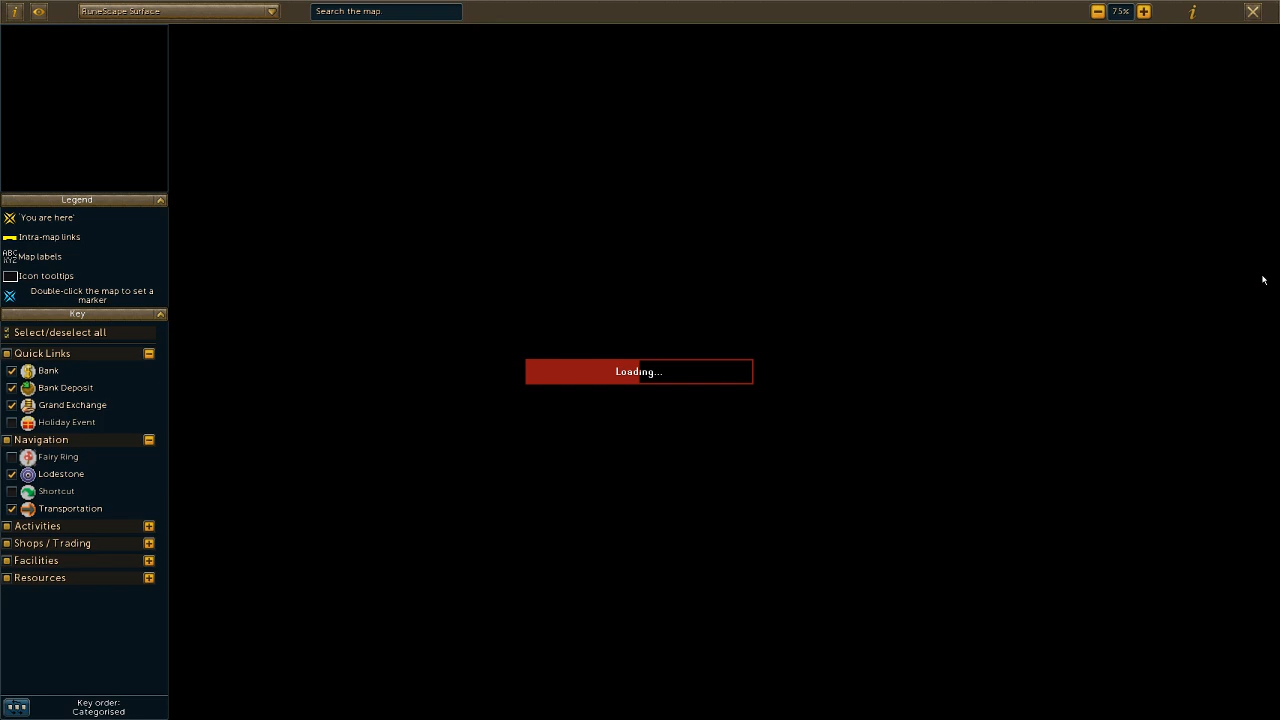 RuneScape Surface
Search the map.
75%
Legend
'You are here'
Intra-map links
ABC
XYZ
Map labels
Icon tooltips
Double-click the map to set a
marker
Key
Select/deselect all
Quick Links
Bank
Bank Deposit
Grand Exchange
Holiday Event
Navigation
Fairy Ring
Lodestone
Shortcut
Transportation
Activities
Shops / Trading
Facilities
Resources
Loading...
Key order:
Categorised